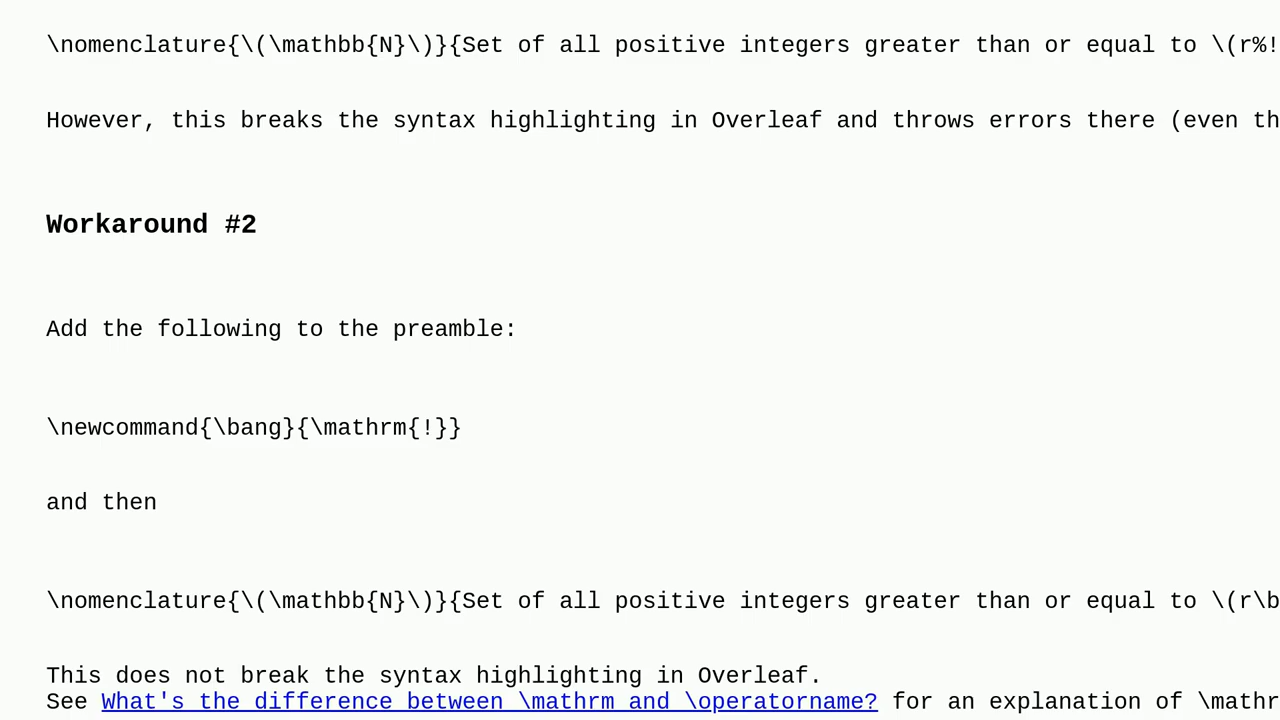 \nomenclature{\(\mathbb{N}\)}{Set of all positive integers greater than or equal to \(r%!
However, this breaks the syntax highlighting in Overleaf and throws errors there (even th
Workaround #2
Add the following to the preamble:
\newcommand{\bang}{\mathrm{!}}
and then
\nomenclature{\(\mathbb{N}\)}{Set of all positive integers greater than or equal to \(r\b
This does not break the syntax highlighting in Overleaf.
See What's the difference between \mathrm and \operatorname? for an explanation of \mathr